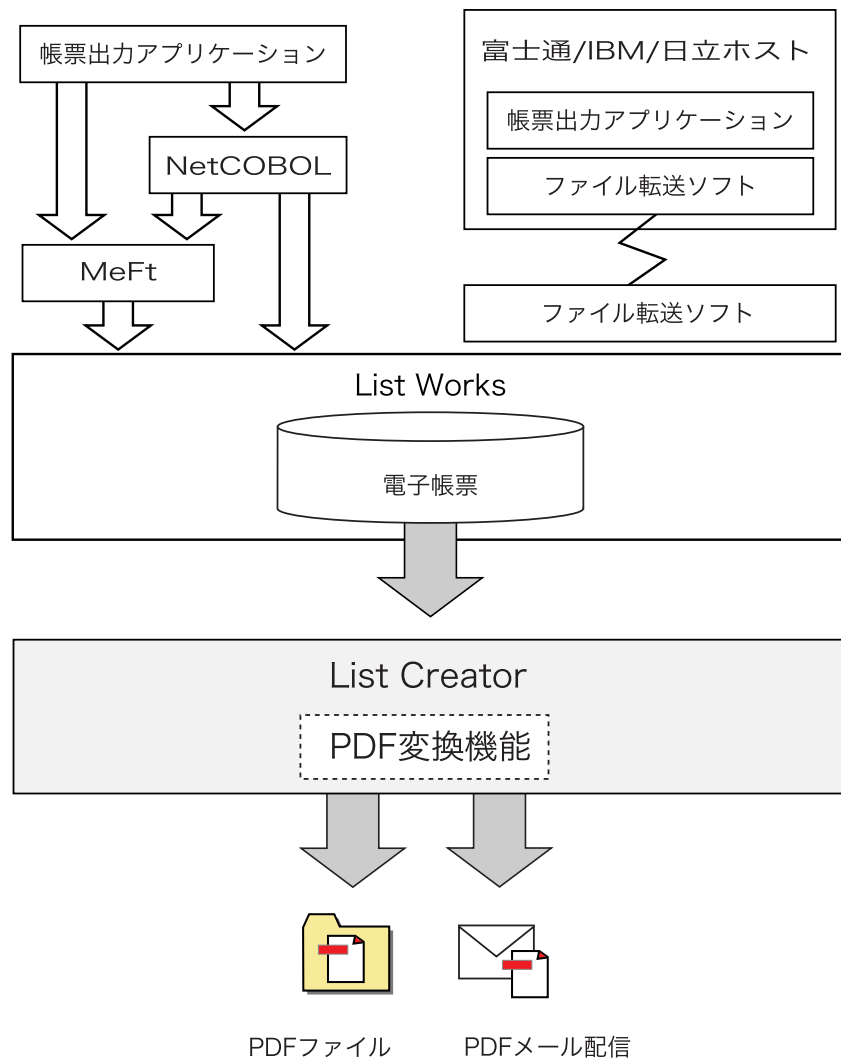 帳票出力アプリケーション
NetCOBOL
MeFt
富士通/IBM/日立ホスト
帳票出力アプリケーション
ファイル転送ソフト
ファイル転送ソフト
List Works
電子帳票
List Creator
PDF変換機能
PDFファイル
PDFメール配信